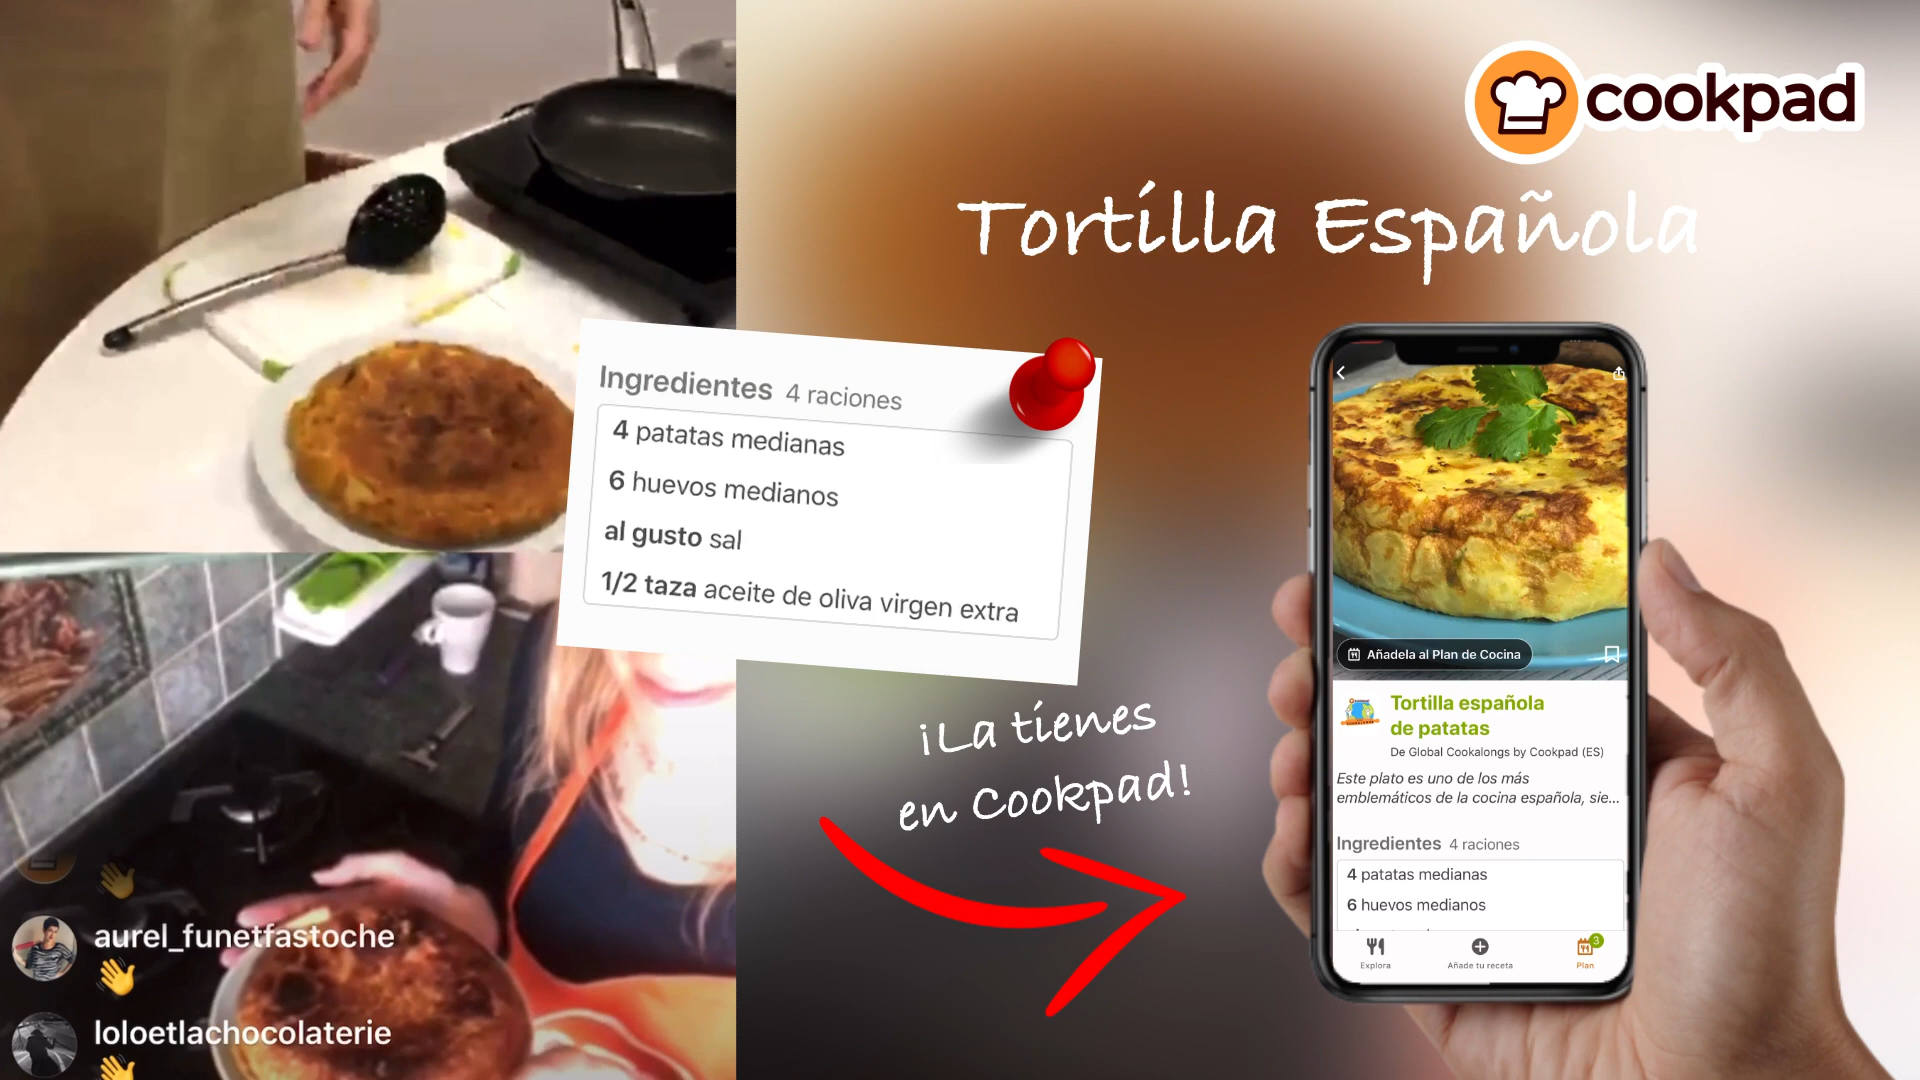 cookpad
Tortilla Española
Ingredientes 4 raciones
4 patatas medianas
6 huevos medianos
al gusto sal
1/2 taza aceite de oliva virgen extra
¡La tienes
en Cookpad!
aurel_funetfastoche
loloetlachocolaterie
Añadela al Plan de Cocina
Tortilla española
de patatas
De Global Cookalongs by Cookpad (ES)
Este plato es uno de los más
emblemáticos de la cocina española, sie...
Ingredientes 4 raciones
4 patatas medianas
6 huevos medianos
3
Explora
Añade tu receta
Plan